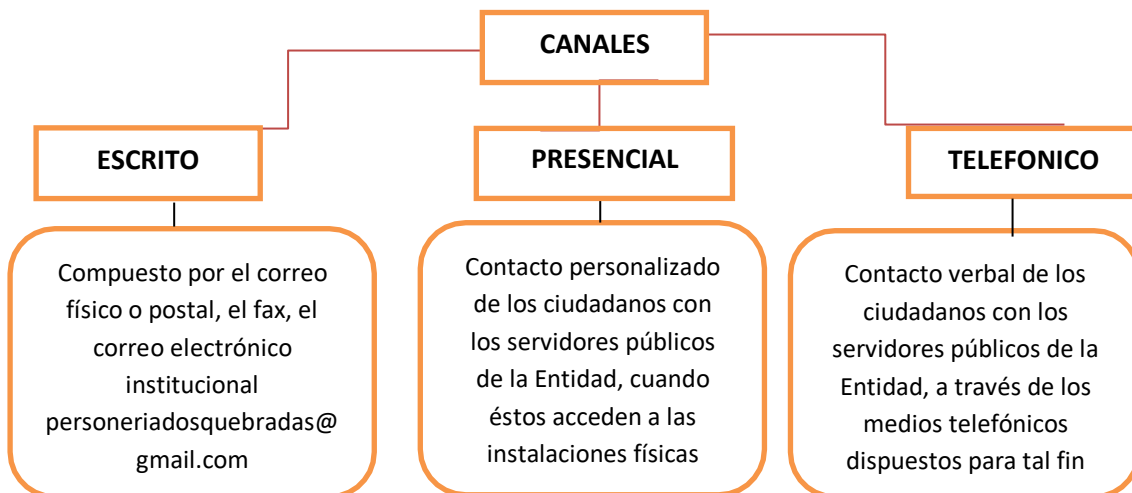 CANALES
ESCRITO
PRESENCIAL
TELEFONICO
Compuesto por el correo
físico o postal, el fax, el
correo electrónico
institucional
personeriadosquebradas@
gmail.com
Contacto personalizado
de los ciudadanos con
los servidores públicos
de la Entidad, cuando
éstos acceden a las
instalaciones físicas
Contacto verbal de los
ciudadanos con los
servidores públicos de la
Entidad, a través de los
medios telefónicos
dispuestos para tal fin